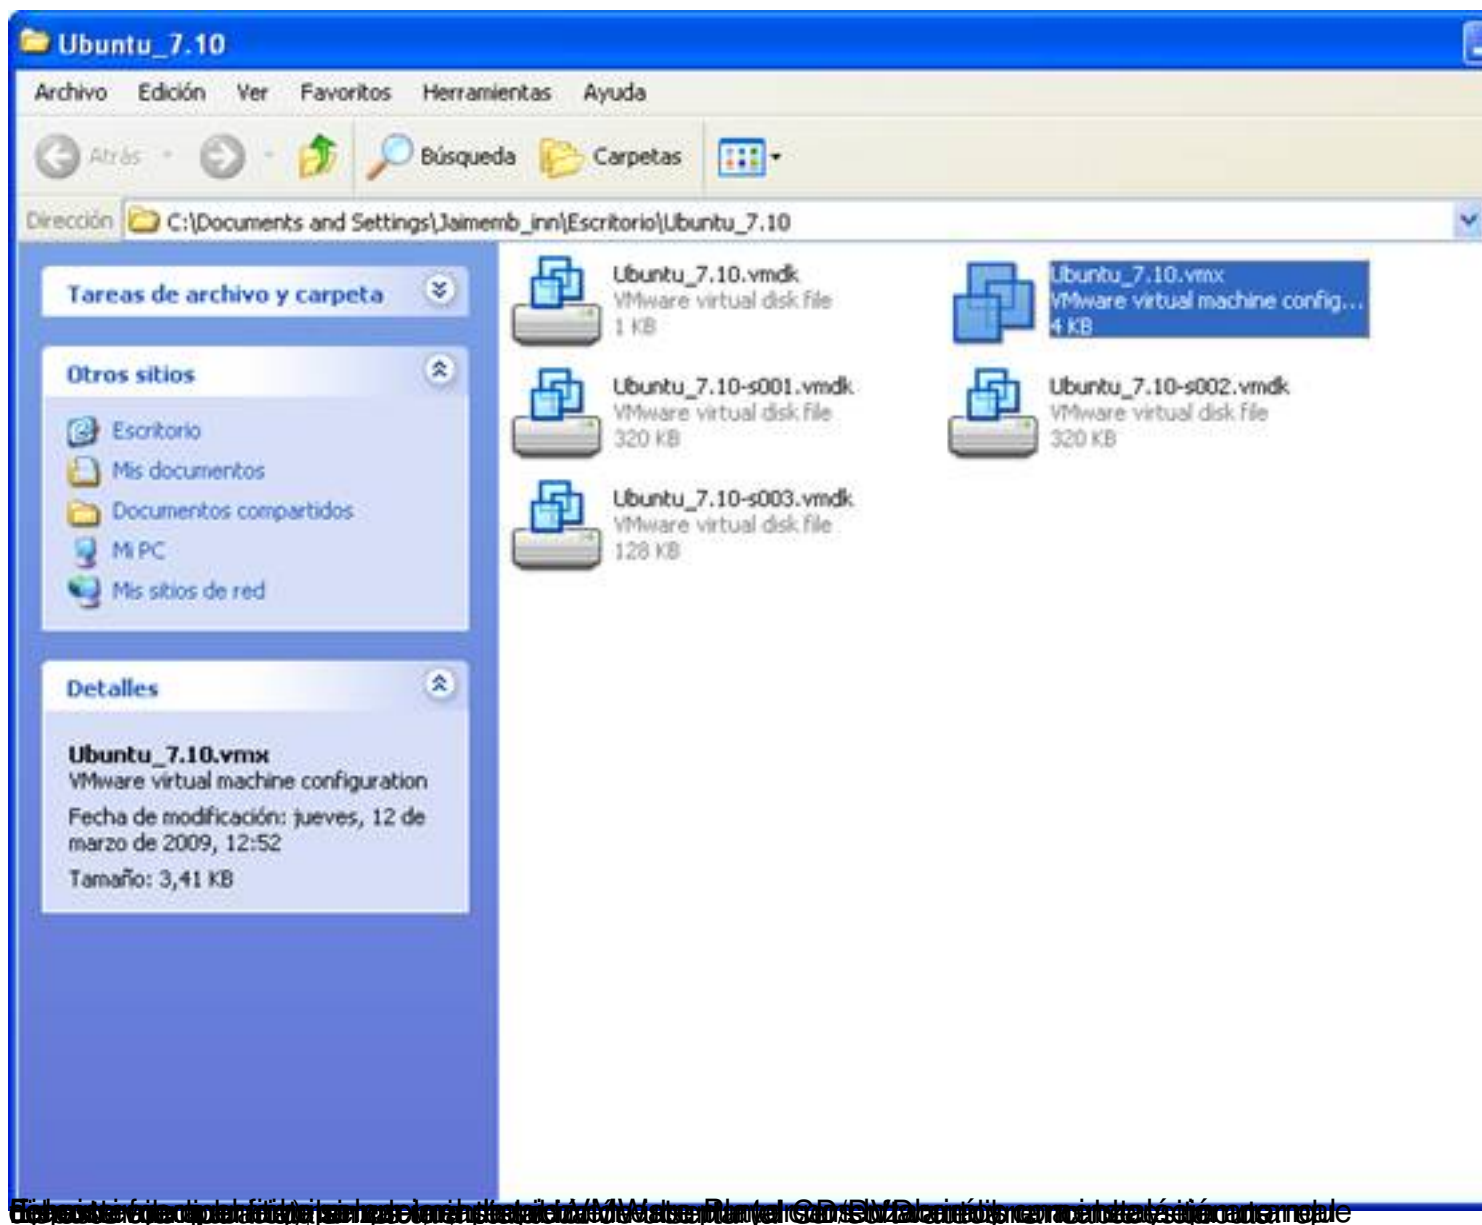 Ubuntu_7.10
Archivo Edición Ver Favoritos Herramientas Ayuda
Atrás Búsqueda Carpetas
Dirección C:\Documents and Settings\Jaimemb_inn\Escritorio\Ubuntu_7.10
Tareas de archivo y carpeta
Otros sitios
Escritorio
Mis documentos
Documentos compartidos
Mi PC
Mis sitios de red
Detalles
Ubuntu_7.10.vmx
VMware virtual machine configuration
Fecha de modificación: jueves, 12 de
marzo de 2009, 12:52
Tamaño: 3,41 KB
Ubuntu_7.10.vmdk
VMware virtual disk file
1 KB
Ubuntu_7.10.vmx
VMware virtual machine config...
4 KB
Ubuntu_7.10-s001.vmdk
VMware virtual disk file
320 KB
Ubuntu_7.10-s002.vmdk
VMware virtual disk file
320 KB
Ubuntu_7.10-s003.vmdk
VMware virtual disk file
128 KB